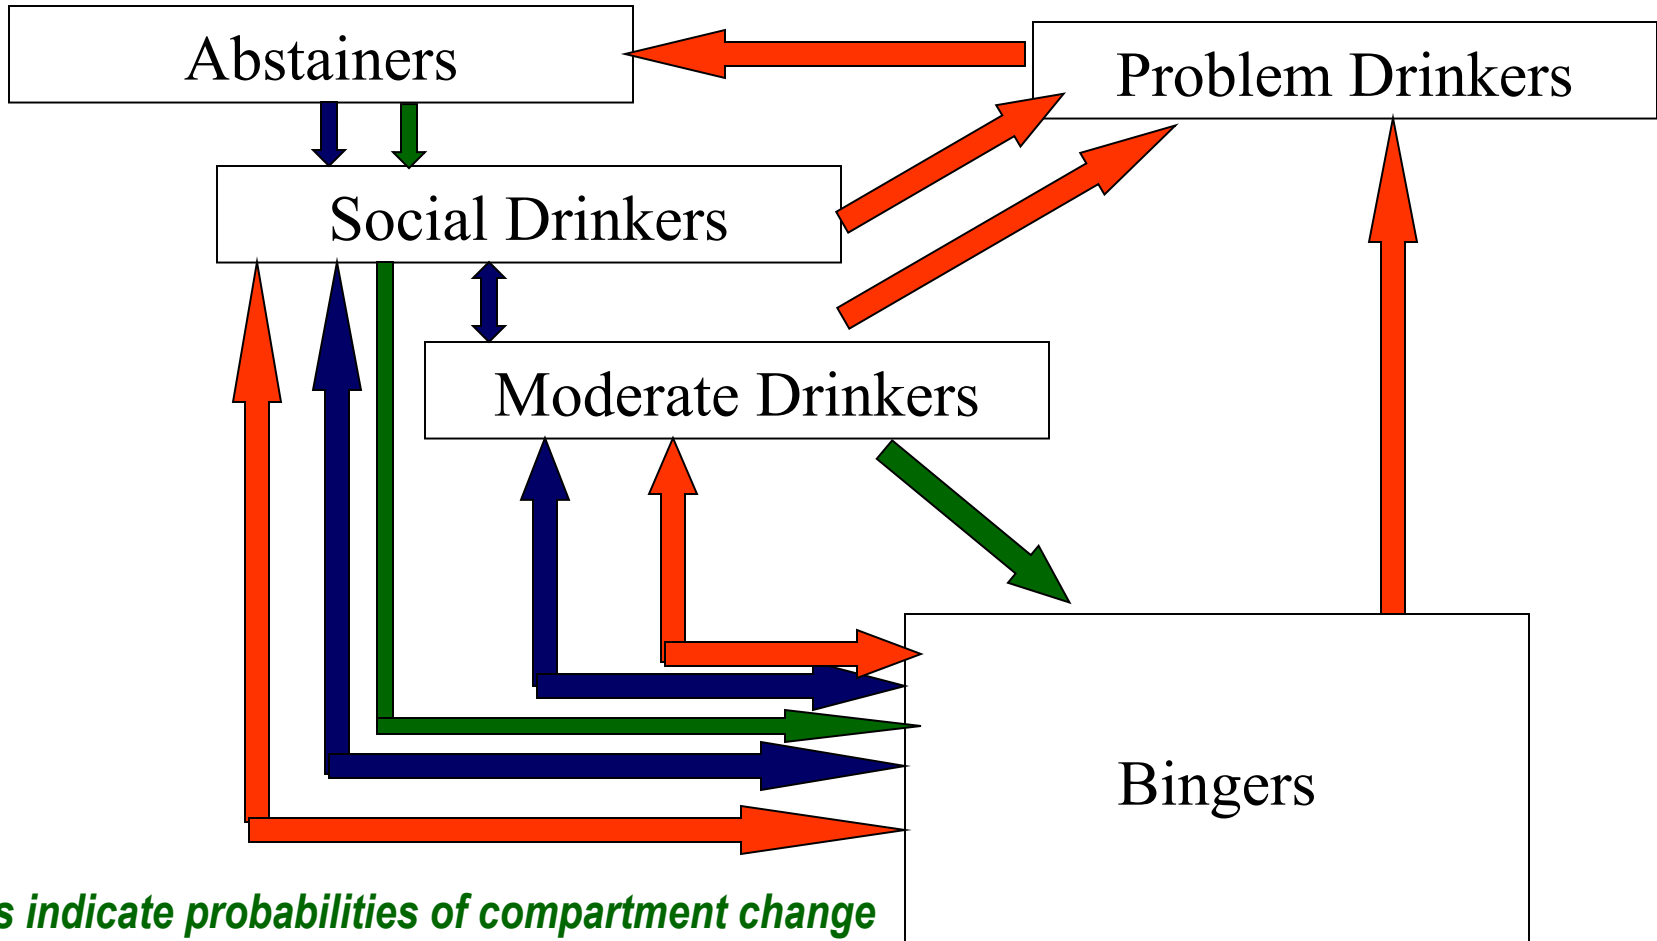 Abstainers
Problem Drinkers
Social Drinkers
Moderate Drinkers
Bingers
s indicate probabilities of compartment change